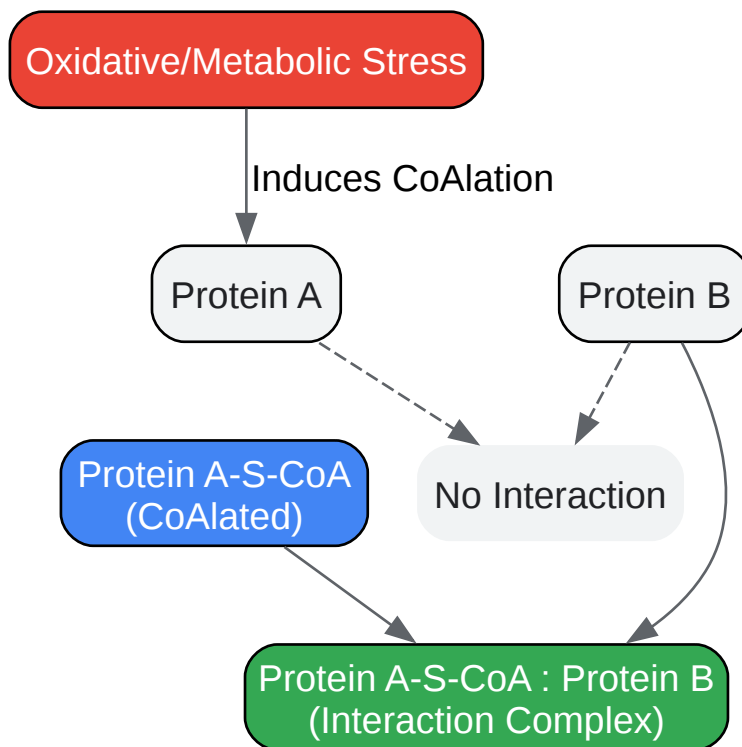 Oxidative/Metabolic Stress
Induces CoAlation
Protein A
Protein B
Protein A-S-CoA
(CoAlated)
No Interaction
Protein A-S-CoA : Protein B
(Interaction Complex)